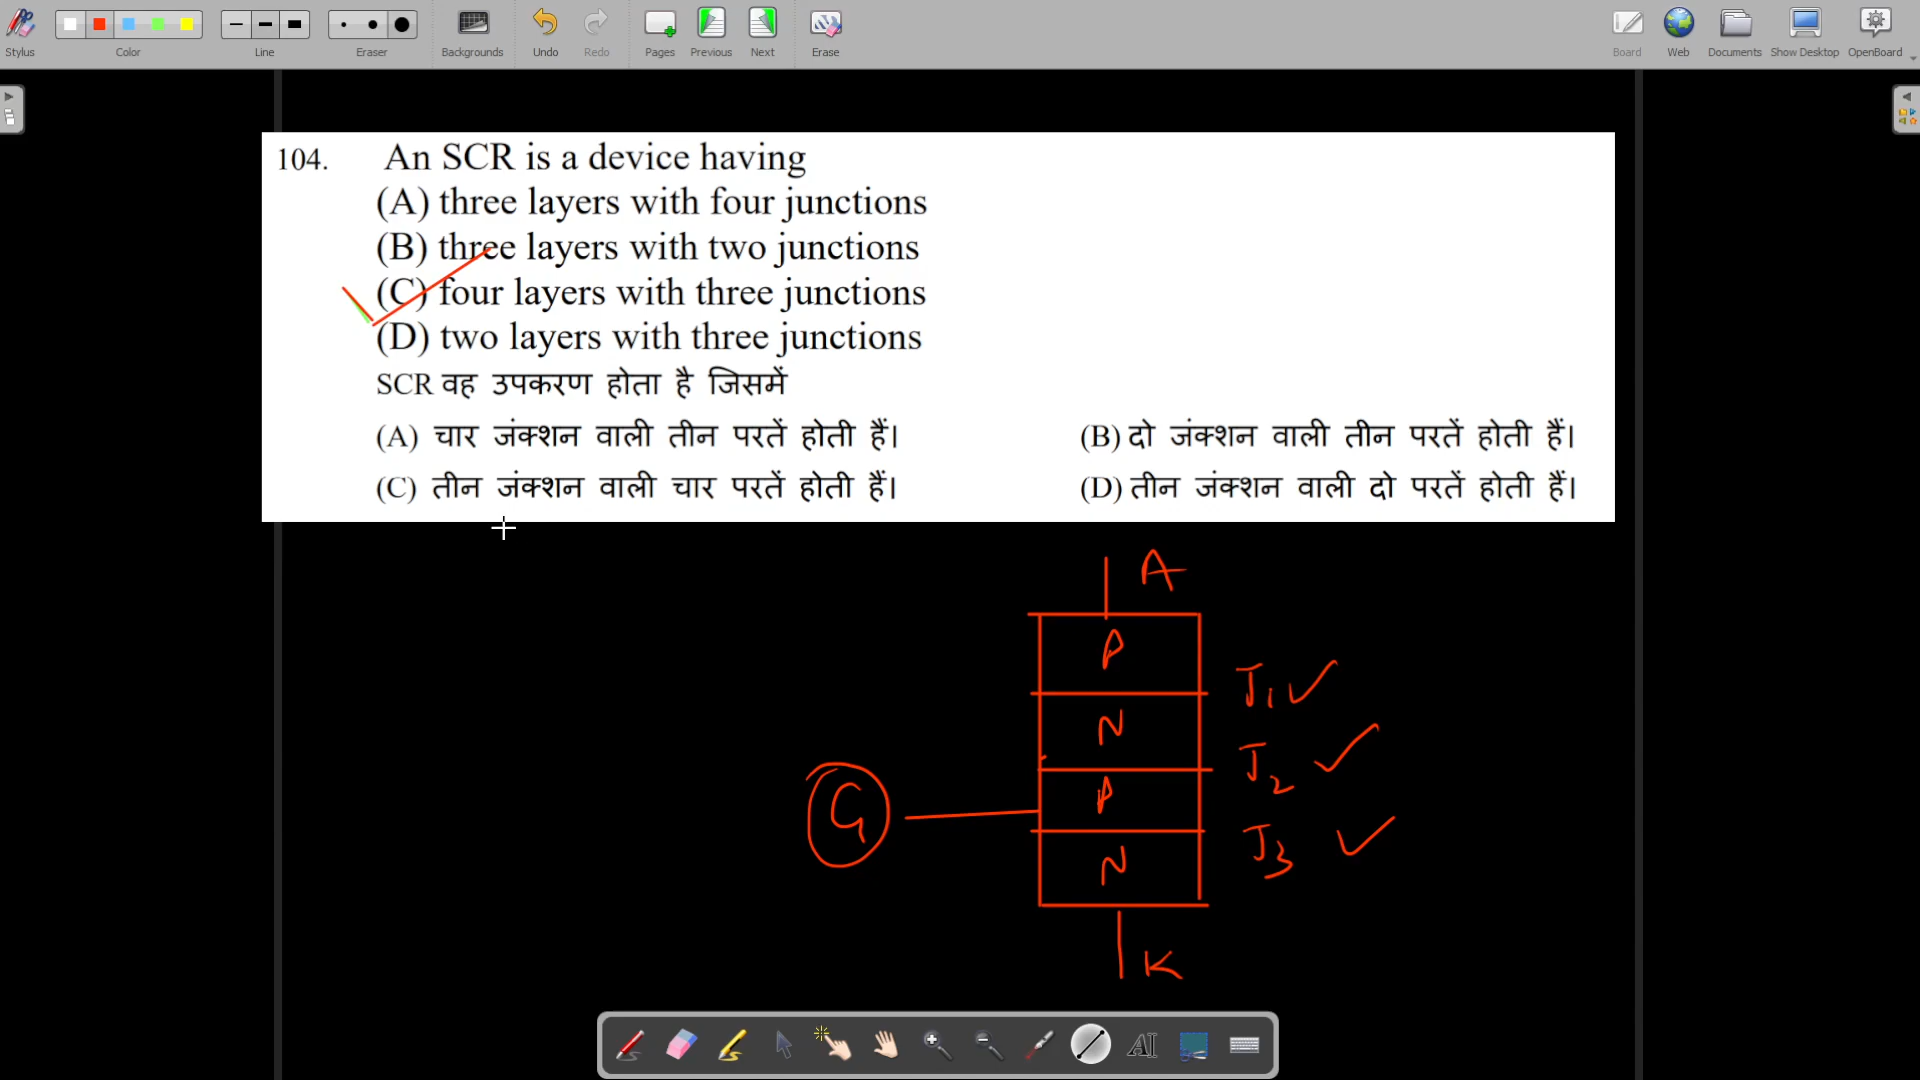 Stylus Color Line Eraser Backgrounds Undo Redo Pages Previous Next Erase Board Web Documents Show Desktop OpenBoard
104. An SCR is a device having
(A) three layers with four junctions
(B) three layers with two junctions
(C) four layers with three junctions
(D) two layers with three junctions
SCR वह उपकरण होता है जिसमें
(A) चार जंक्शन वाली तीन परतें होती हैं। (B) दो जंक्शन वाली तीन परतें होती हैं।
(C) तीन जंक्शन वाली चार परतें होती हैं। (D) तीन जंक्शन वाली दो परतें होती हैं।
A
P
J1
N
J2
P
G
J3
N
K
AI